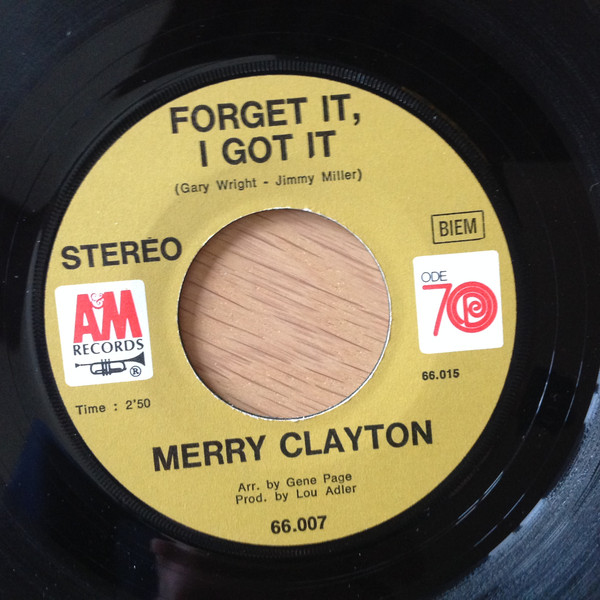 FORGET IT,
I GOT IT
(Gary Wright - Jimmy Miller)
BIEM
STERÉO
ODE
70
A&M
RECORDS
®
66.015
Time : 2'50
MERRY CLAYTON
Arr. by Gene Page
Prod. by Lou Adler
66.007